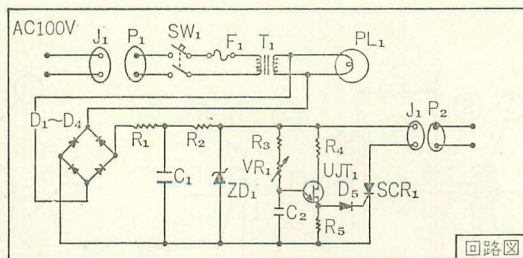 AC100V
J₁ P₁ SW₁ F₁ T₁ PL₁
D₁~D₄
R₁ R₂ R₃ R₄ J₁ P₂
VR₁ UJT₁
C₁ ZD₁ D₅ SCR₁
C₂ R₅
回路図